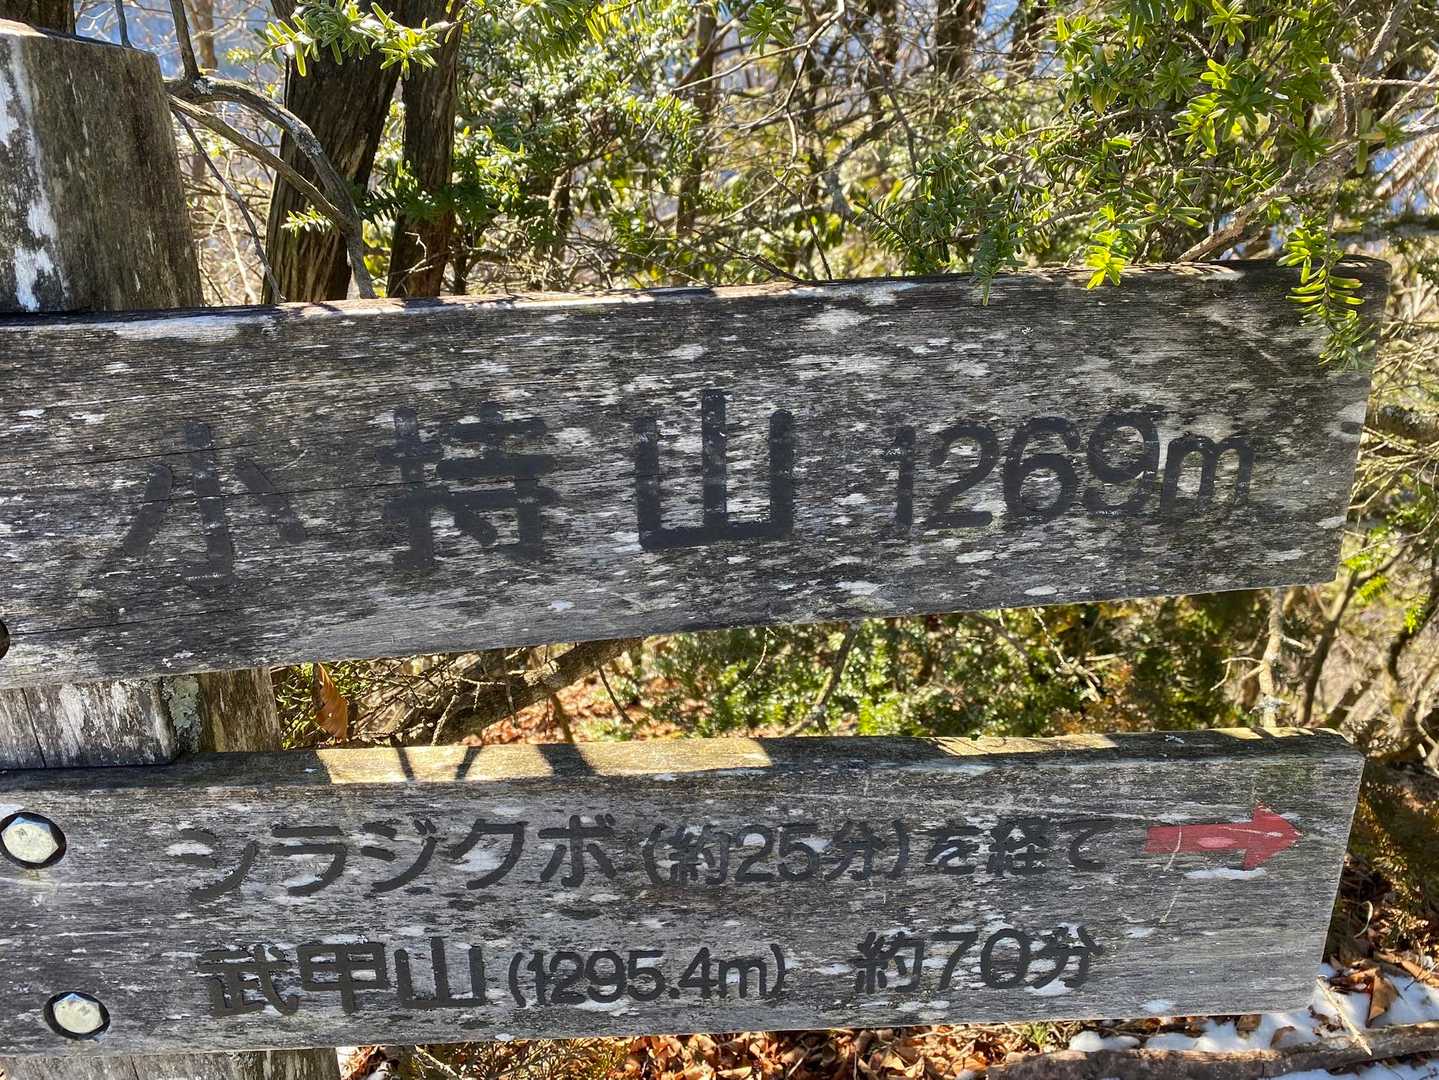 小持山 1269m
シラジクボ(約25分)を経て
武甲山(1295.4m) 約70分